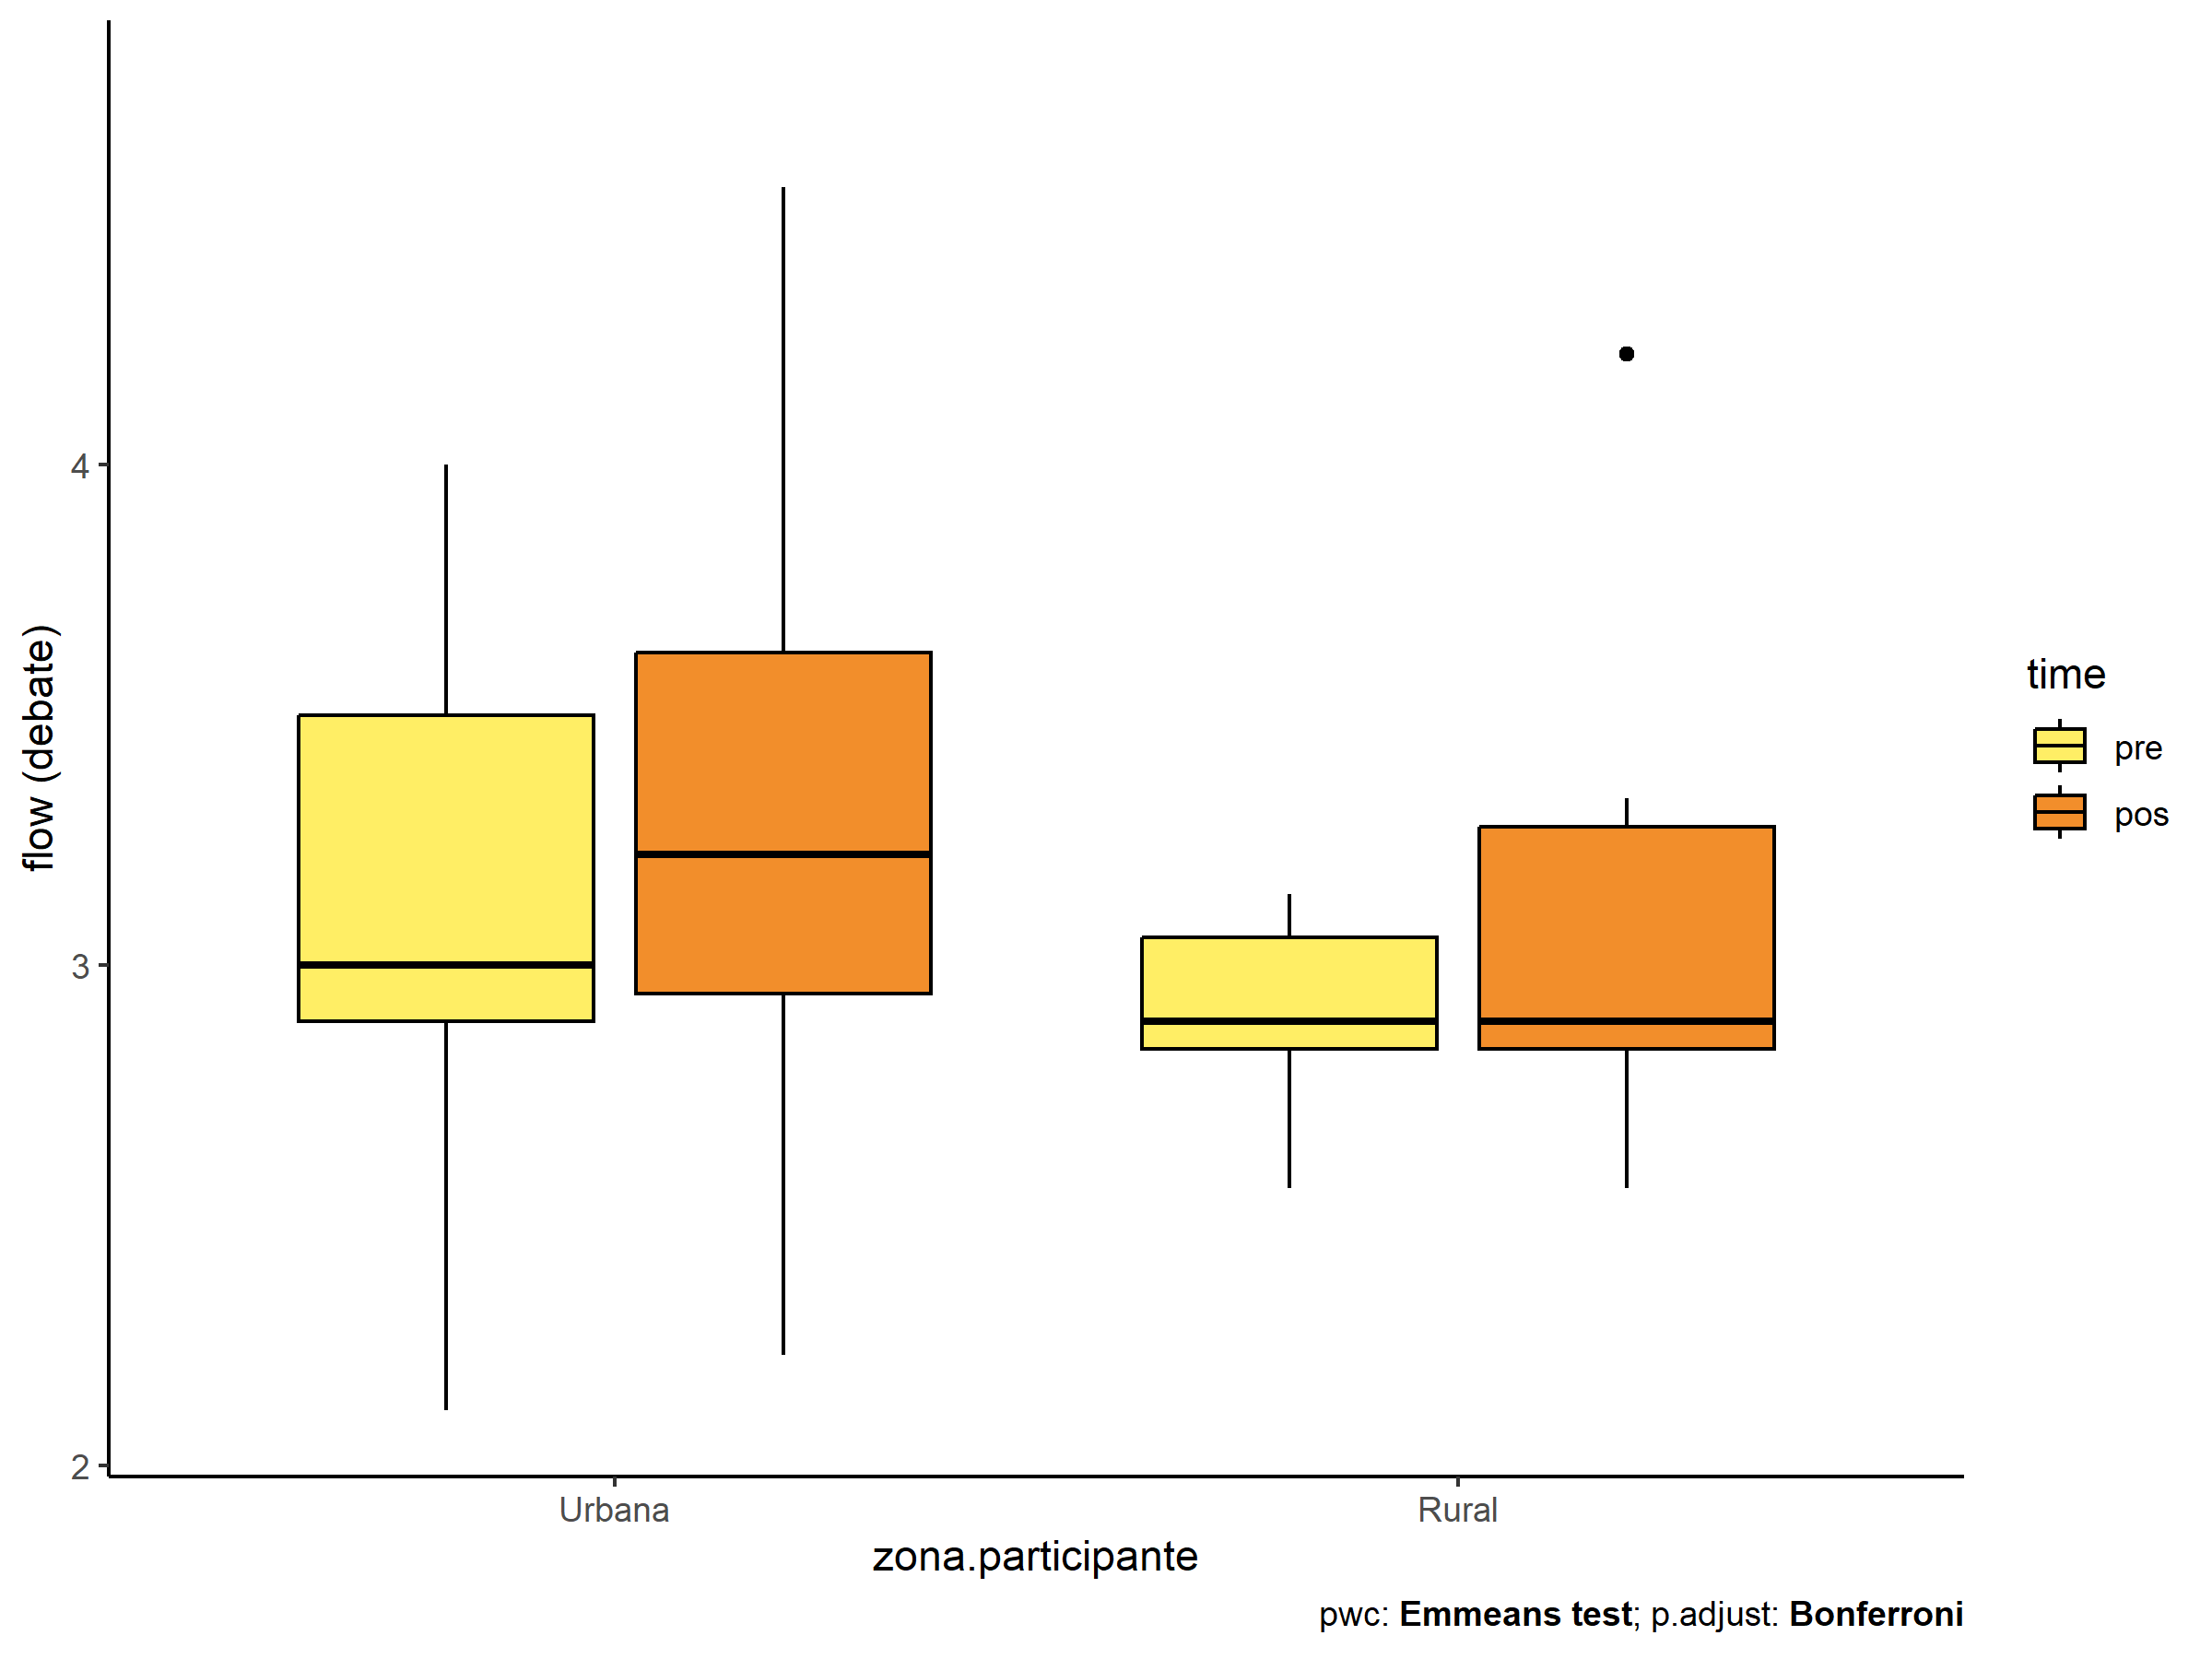 flow (debate)
4
3
2
Urbana
Rural
zona.participante
time
pre
pos
pwc: Emmeans test; p.adjust: Bonferroni